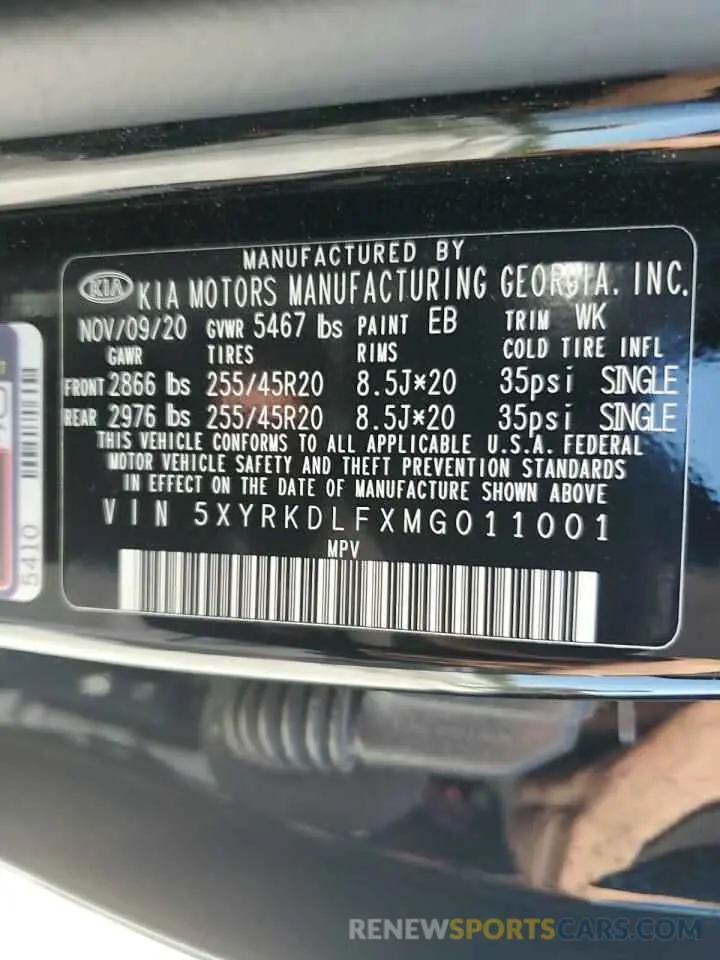 MANUFACTURED BY
KIA KIA MOTORS MANUFACTURING GEORGIA. INC.
NOV/09/20 GVWR 5467 lbs PAINT EB TRIM WK
GAWR TIRES RIMS COLD TIRE INFL
FRONT 2866 lbs 255/45R20 8.5J*20 35psi SINGLE
REAR 2976 lbs 255/45R20 8.5J*20 35psi SINGLE
THIS VEHICLE CONFORMS TO ALL APPLICABLE U.S.A. FEDERAL
MOTOR VEHICLE SAFETY AND THEFT PREVENTION STANDARDS
IN EFFECT ON THE DATE OF MANUFACTURE SHOWN ABOVE
VIN 5XYRKDLFXMG011001
MPV
5410
RENEWSPORTSCARS.COM